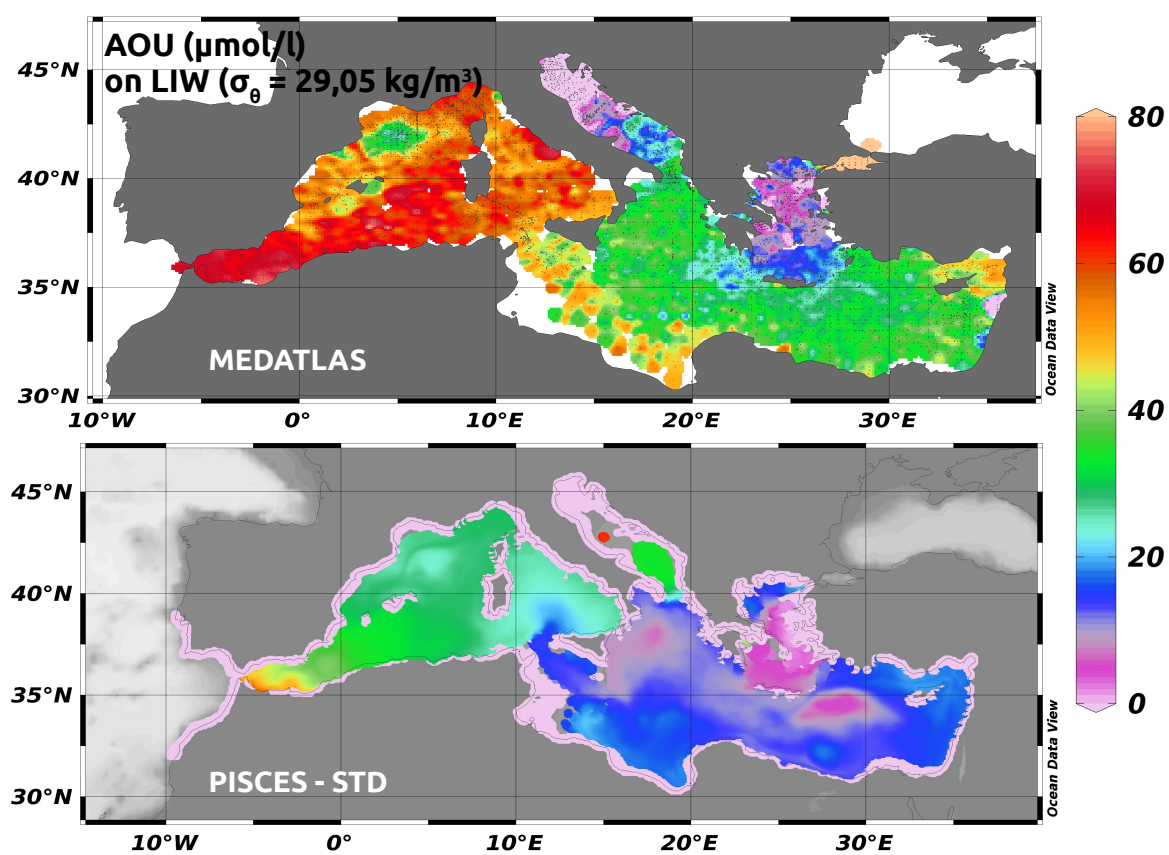 AOU (µmol/l)
on LIW (σθ = 29,05 kg/m³)
45°N
40°N
35°N
30°N
MEDATLAS
Ocean Data View
10°W 0° 10°E 20°E 30°E
80
60
40
20
0
45°N
40°N
35°N
30°N
PISCES - STD
Ocean Data View
10°W 0° 10°E 20°E 30°E